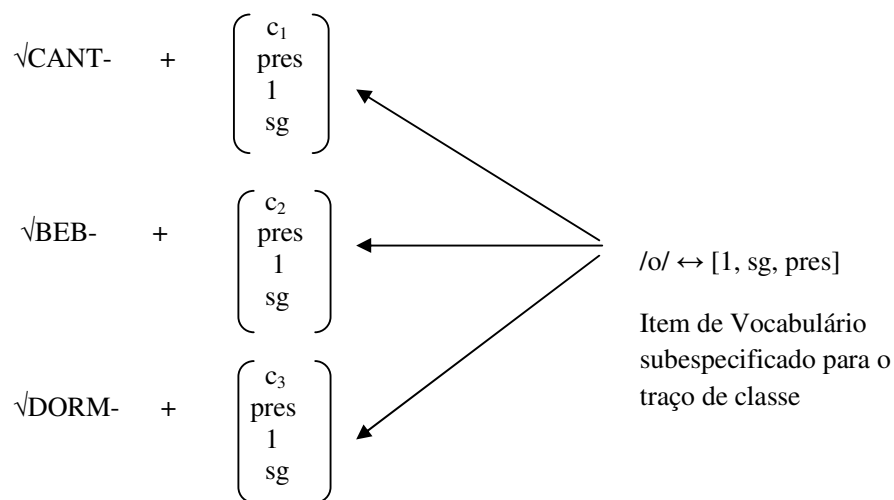 √CANT- + c₁
pres
1
sg
√BEB- + c₂
pres
1
sg
√DORM- + c₃
pres
1
sg
/o/ ↔ [1, sg, pres]
Item de Vocabulário
subespecificado para o
traço de classe